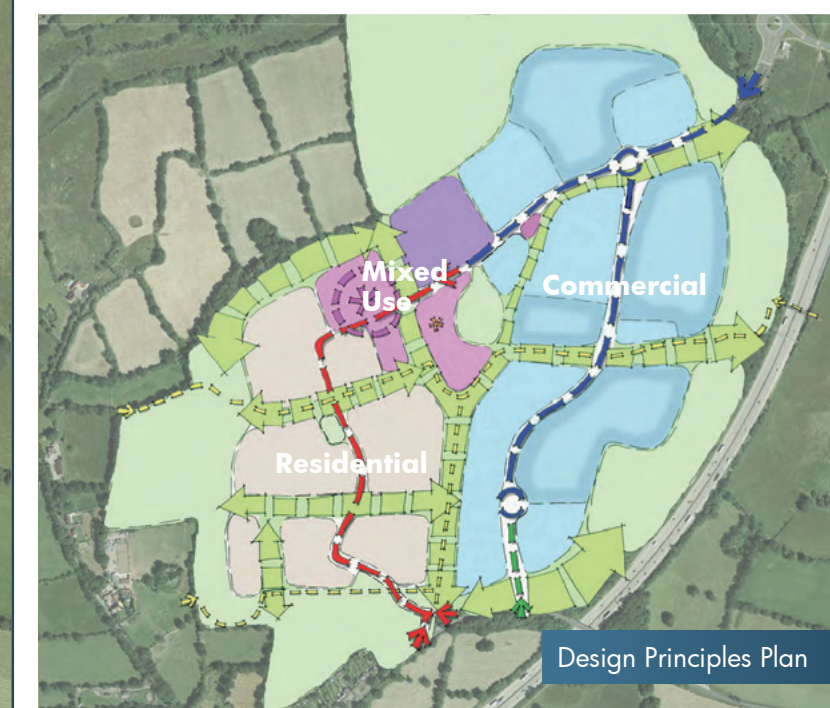 Mixed
Use
Commercial
Residential
Design Principles Plan